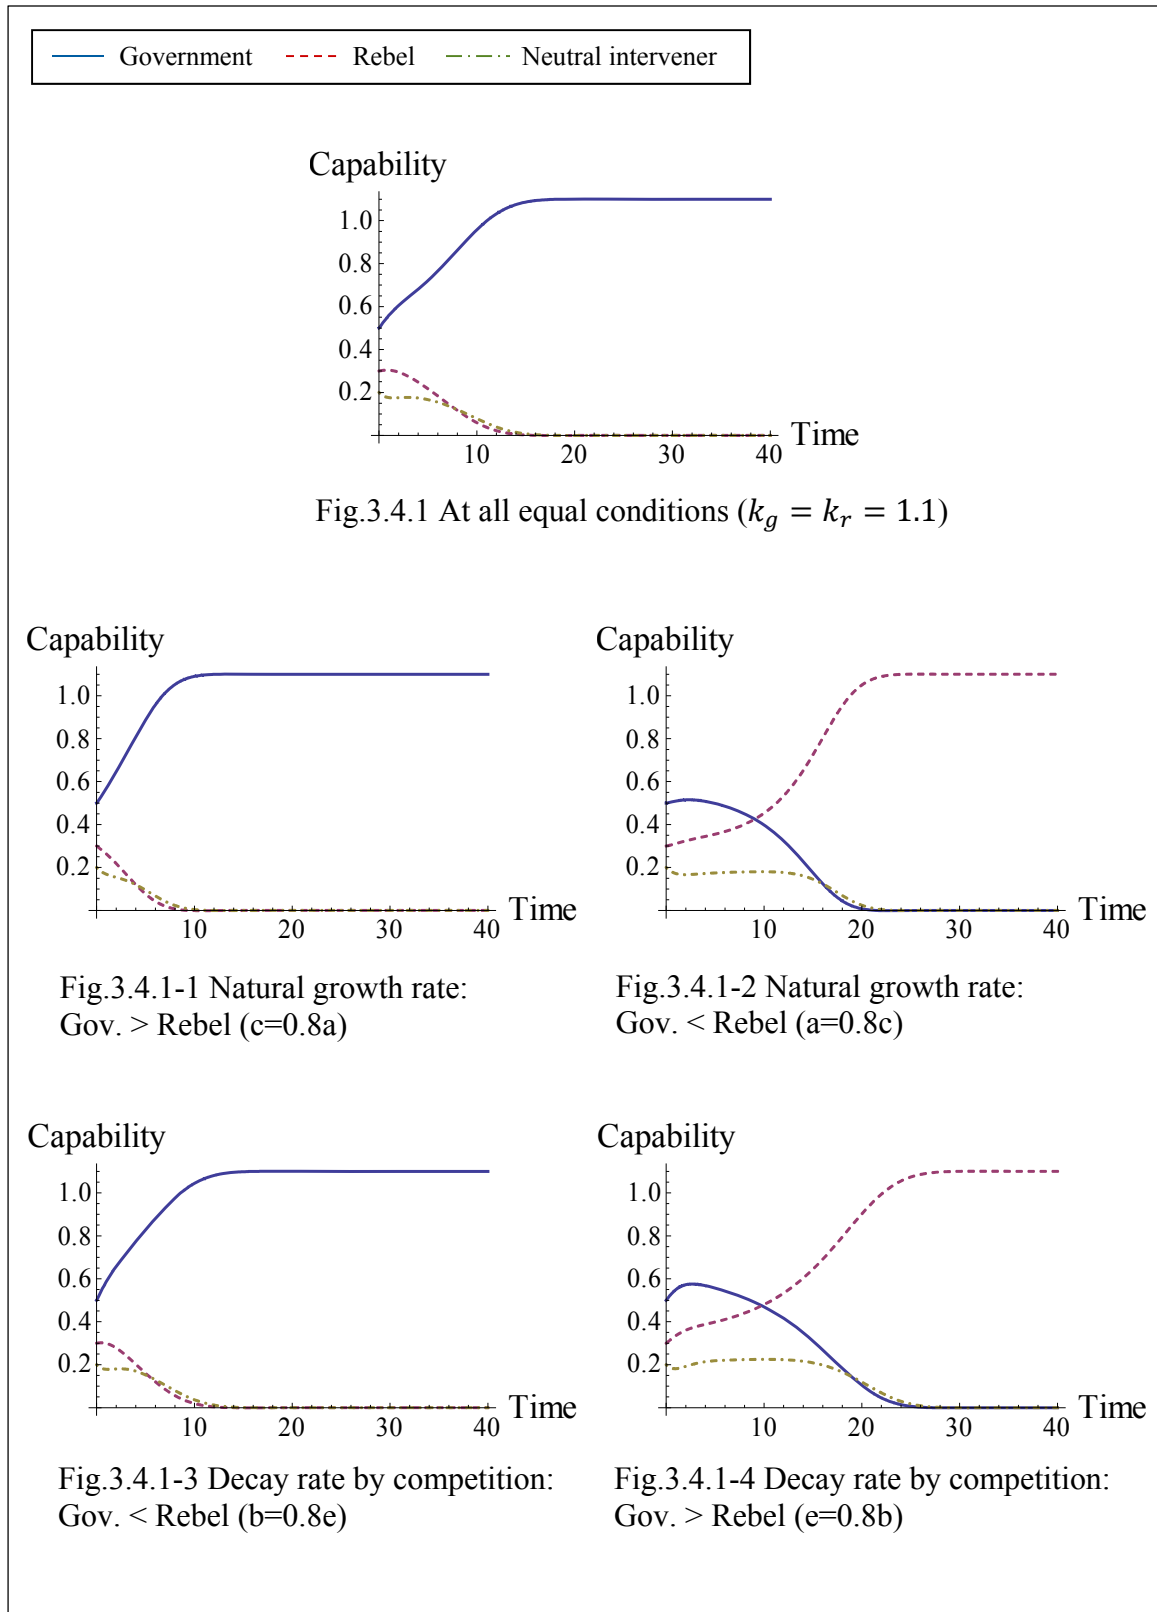 Government Rebel Neutral intervener
Capability
1.0
0.8
0.6
0.4
0.2
Time
10 20 30 40
Fig.3.4.1 At all equal conditions (k_g = k_r = 1.1)
Capability
1.0
0.8
0.6
0.4
0.2
Time
10 20 30 40
Fig.3.4.1-1 Natural growth rate:
Gov. > Rebel (c=0.8a)
Capability
1.0
0.8
0.6
0.4
0.2
Time
10 20 30 40
Fig.3.4.1-2 Natural growth rate:
Gov. < Rebel (a=0.8c)
Capability
1.0
0.8
0.6
0.4
0.2
Time
10 20 30 40
Fig.3.4.1-3 Decay rate by competition:
Gov. < Rebel (b=0.8e)
Capability
1.0
0.8
0.6
0.4
0.2
Time
10 20 30 40
Fig.3.4.1-4 Decay rate by competition:
Gov. > Rebel (e=0.8b)